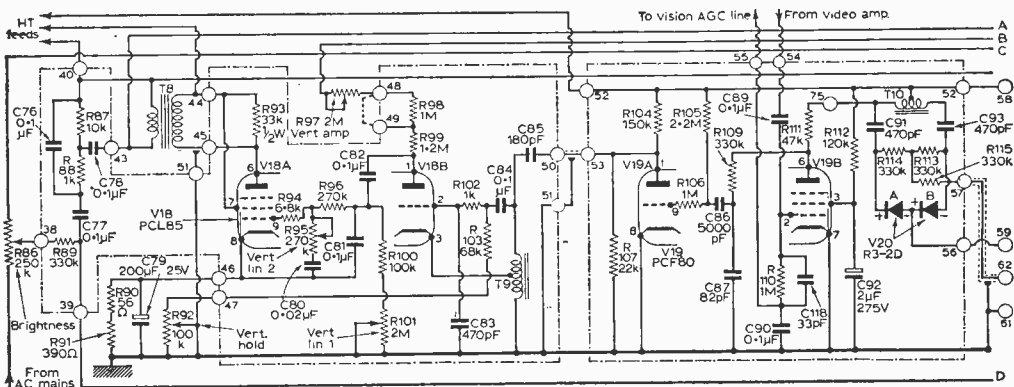 HT
feeds
To vision AGC line
From video amp.
A
B
C
40
C76
0·1
μF
R87
10k
R88
1k
C78
0·1μF
43
T8
44
45
51
R93
33k
½W
R97 2M
Vert amp
48
49
R98
1M
R99
1·2M
C82
0·1μF
V18A
6
7
9
8
V18
PCL85
R94
6·8k
R96
270k
R95
270
k
Vert
lin 2
C81
0·1μF
C80
0·02μF
V18B
1
2
3
R102
1k
C84
0·1
μF
C85
180pF
50
51
R103
68k
T9
R100
100k
R101
2M
Vert
lin 1
C83
470pF
C77
0·1μF
38
R89
330k
R86
250
k
Brightness
39
C79
200μF, 25V
R90
56
Ω
R91
390Ω
R92
100
k
Vert.
hold
46
47
From
AC mains
52
53
R104
150k
R105
2·2M
V19A
1
9
8
R106
1M
V19
PCF80
R107
22k
C86
5000
pF
C87
82pF
55
54
C89
0·1μF
R109
330k
R111
47k
75
R112
120k
V19B
6
2
3
7
R110
1M
C118
33pF
C90
0·1μF
C92
2μF
275V
T10
C91
470pF
C93
470pF
R114
330k
R113
330k
R115
330k
A
B
V20
R3-2D
52
58
57
56
59
62
61
D